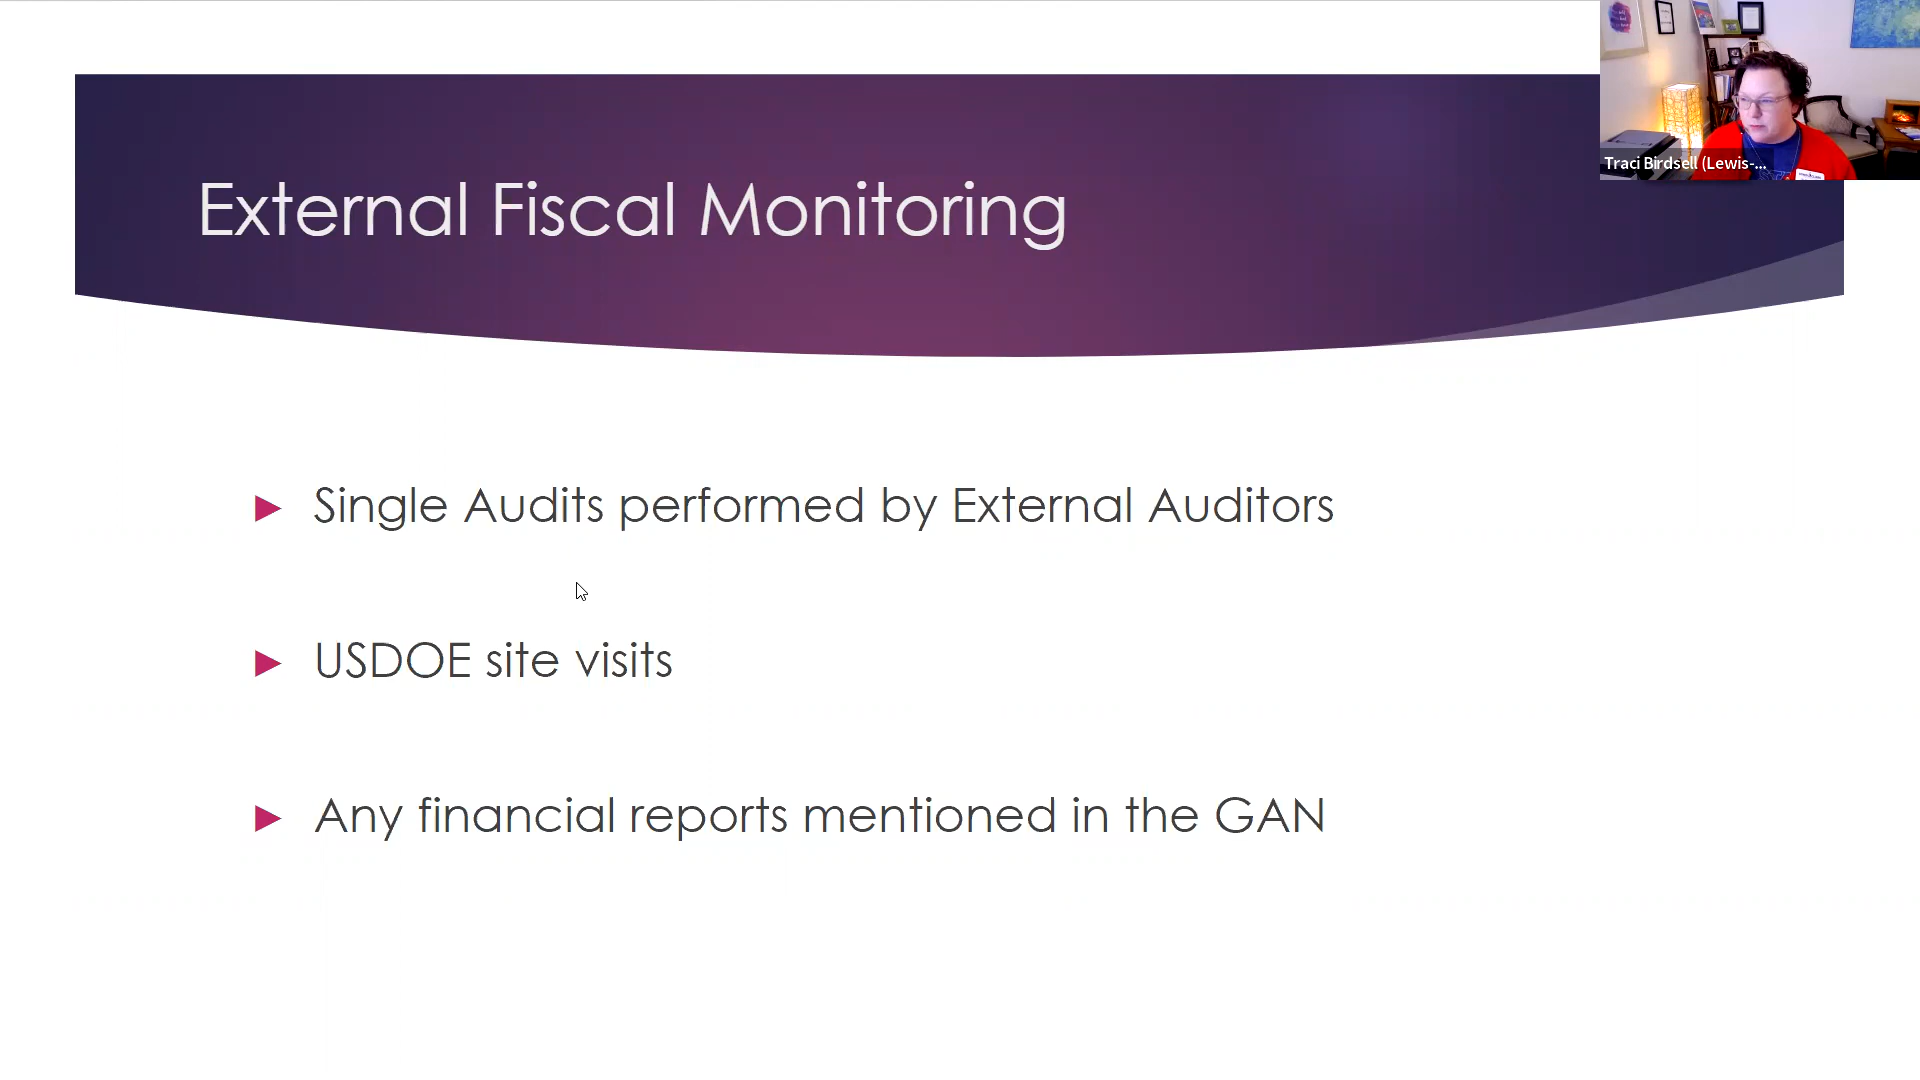 External Fiscal Monitoring
Traci Birdsell (Lewis-...
Single Audits performed by External Auditors
USDOE site visits
Any financial reports mentioned in the GAN